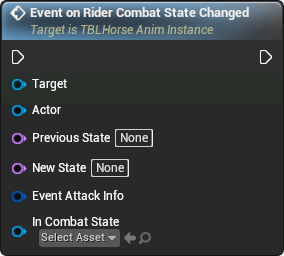 Event on Rider Combat State Changed
Target is TBLHorse Anim Instance
Target
Actor
Previous State None
New State None
Event Attack Info
In Combat State
Select Asset